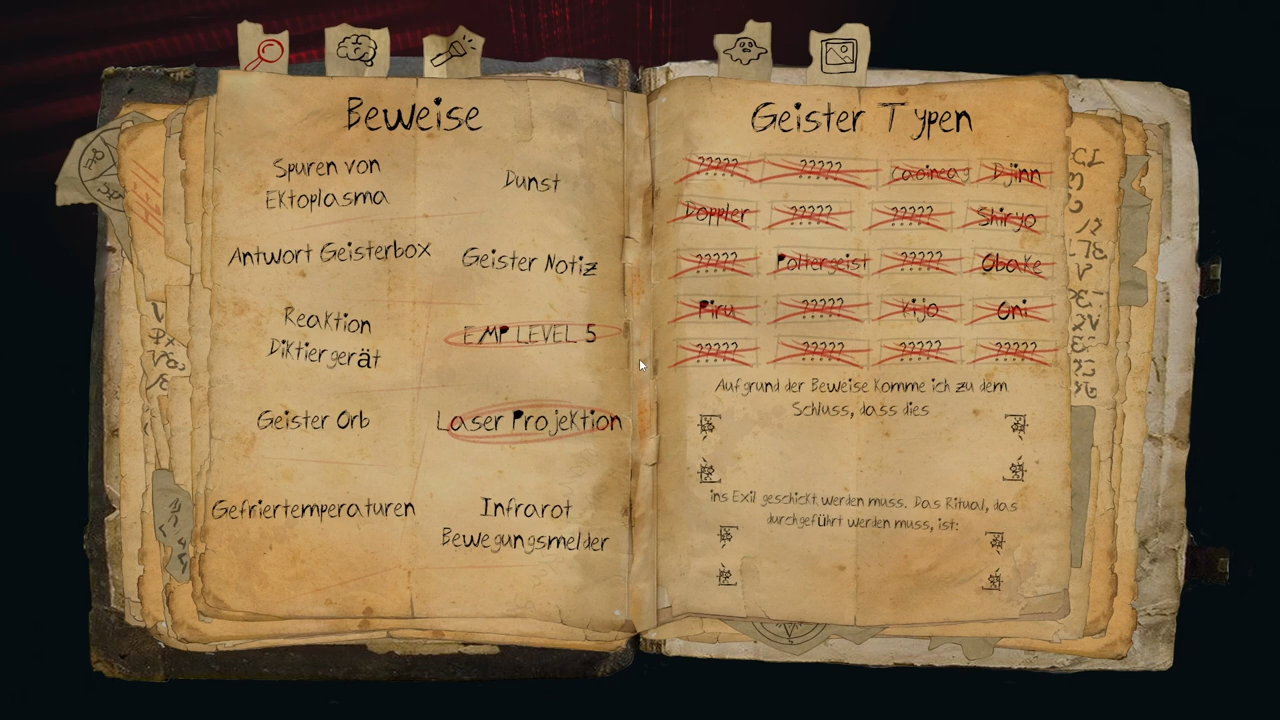 Beweise
Spuren von
Ektoplasma
Dunst
Antwort Geisterbox
Geister Notiz
Reaktion
Diktiergerät
EMP LEVEL 5
Geister Orb
Laser Projektion
Gefriertemperaturen
Infrarot
Bewegungsmelder
Geister Typen
????? ????? caoineag Djinn
Doppler ????? ????? Shiryo
????? Poltergeist ????? Obake
Piru ????? Kijo Oni
????? ????? ????? ?????
Aufgrund der Beweise komme ich zu dem
Schluss, dass dies
ins Exil geschickt werden muss. Das Ritual, das
durchgeführt werden muss, ist: